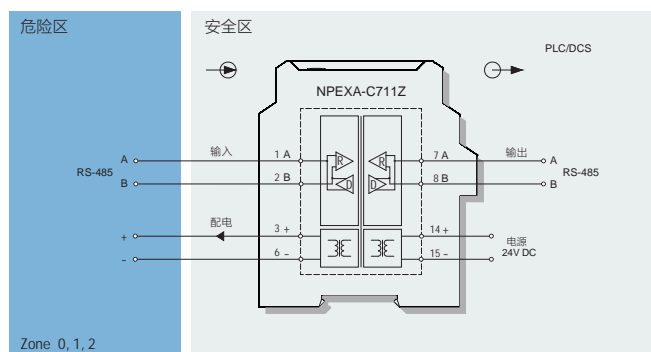 危险区
安全区
PLC/DCS
NPEXA-C711Z
输入
1 A
R
R
7 A
输出
A
A
RS-485
RS-485
B
2 B
D
D
8 B
B
配电
3 +
14 +
+
电源
24V DC
6 –
15 –
–
Zone 0, 1, 2